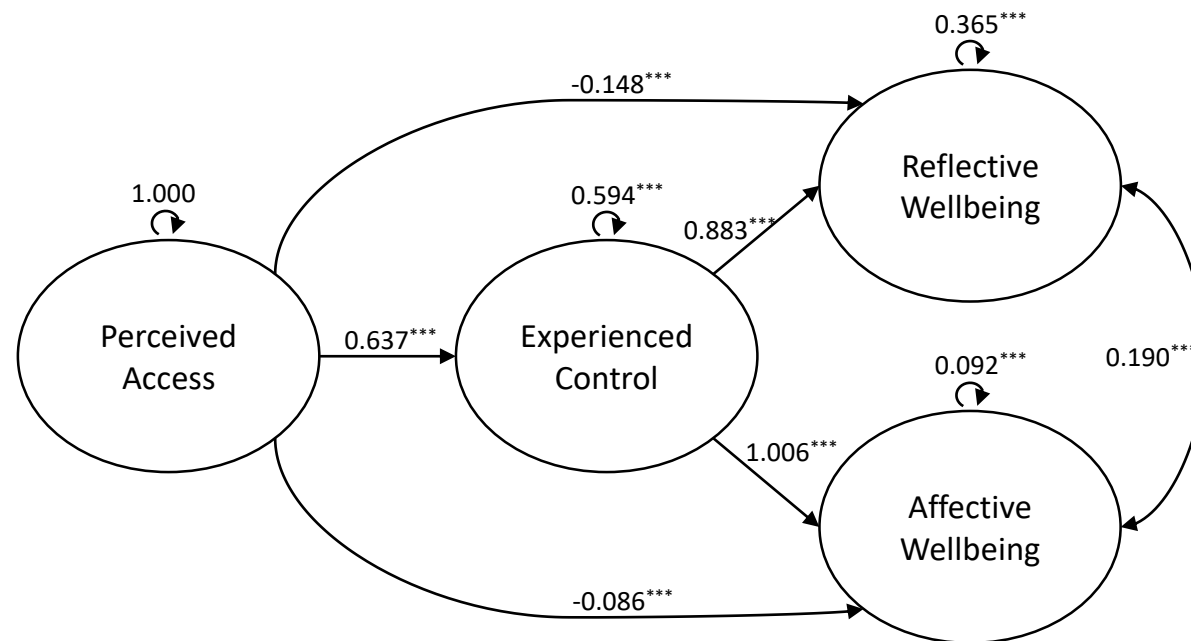 0.365***
-0.148***
Reflective
Wellbeing
1.000
0.594***
0.883***
Perceived
Access
0.637***
Experienced
Control
0.092***
0.190***
1.006***
Affective
Wellbeing
-0.086***